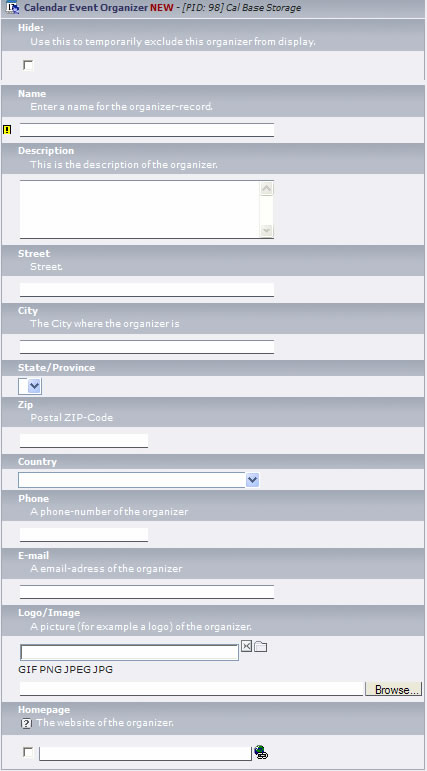 Calendar Event Organizer NEW - [PID: 98] Cal Base Storage
Hide:
Use this to temporarily exclude this organizer from display.
Name
Enter a name for the organizer-record.
Description
This is the description of the organizer.
Street
Street.
City
The City where the organizer is
State/Province
Zip
Postal ZIP-Code
Country
Phone
A phone-number of the organizer
E-mail
A email-adress of the organizer
Logo/Image
A picture (for example a logo) of the organizer.
GIF PNG JPEG JPG
Browse...
Homepage
? The website of the organizer.